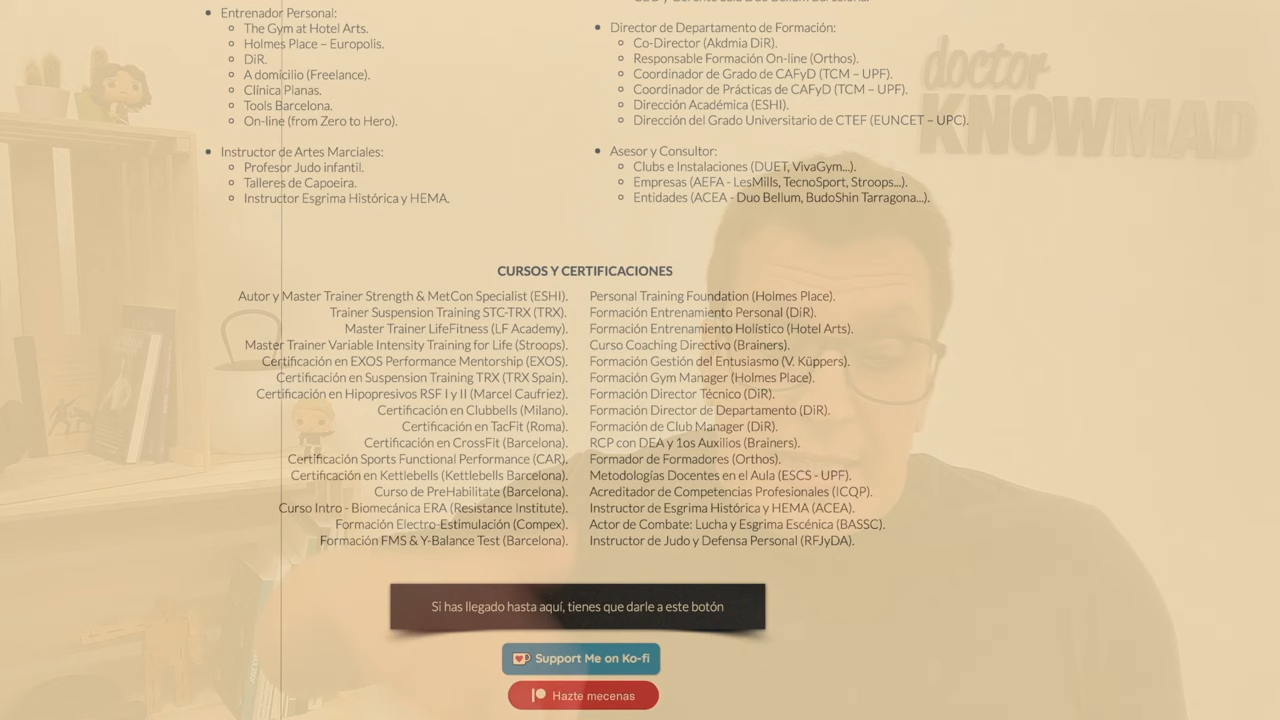 Entrenador Personal:
The Gym at Hotel Arts.
Holmes Place – Europolis.
DiR.
A domicilio (Freelance).
Clínica Planas.
Tools Barcelona.
On-line (from Zero to Hero).
Instructor de Artes Marciales:
Profesor Judo infantil.
Talleres de Capoeira.
Instructor Esgrima Histórica y HEMA.
Director de Departamento de Formación:
Co-Director (Akdmia DiR).
Responsable Formación On-line (Orthos).
Coordinador de Grado de CAFyD (TCM – UPF).
Coordinador de Prácticas de CAFyD (TCM – UPF).
Dirección Académica (ESHI).
Dirección del Grado Universitario de CTEF (EUNCET – UPC).
Asesor y Consultor:
Clubs e Instalaciones (DUET, VivaGym...).
Empresas (AEFA - LesMills, TecnoSport, Stroops...).
Entidades (ACEA - Duo Bellum, BudoShin Tarragona...).
doctor
KNOWMAD
CURSOS Y CERTIFICACIONES
Autor y Master Trainer Strength & MetCon Specialist (ESHI).
Trainer Suspension Training STC-TRX (TRX).
Master Trainer LifeFitness (LF Academy).
Master Trainer Variable Intensity Training for Life (Stroops).
Certificación en EXOS Performance Mentorship (EXOS).
Certificación en Suspension Training TRX (TRX Spain).
Certificación en Hipopresivos RSF I y II (Marcel Caufriez).
Certificación en Clubbells (Milano).
Certificación en TacFit (Roma).
Certificación en CrossFit (Barcelona).
Certificación Sports Functional Performance (CAR).
Certificación en Kettlebells (Kettlebells Barcelona).
Curso de PreHabilitate (Barcelona).
Curso Intro - Biomecánica ERA (Resistance Institute).
Formación Electro-Estimulación (Compex).
Formación FMS & Y-Balance Test (Barcelona).
Personal Training Foundation (Holmes Place).
Formación Entrenamiento Personal (DiR).
Formación Entrenamiento Holístico (Hotel Arts).
Curso Coaching Directivo (Brainers).
Formación Gestión del Entusiasmo (V. Küppers).
Formación Gym Manager (Holmes Place).
Formación Director Técnico (DiR).
Formación Director de Departamento (DiR).
Formación de Club Manager (DiR).
RCP con DEA y 1os Auxilios (Brainers).
Formador de Formadores (Orthos).
Metodologías Docentes en el Aula (ESCS - UPF).
Acreditador de Competencias Profesionales (ICQP).
Instructor de Esgrima Histórica y HEMA (ACEA).
Actor de Combate: Lucha y Esgrima Escénica (BASSC).
Instructor de Judo y Defensa Personal (RFJyDA).
Si has llegado hasta aquí, tienes que darle a este botón
Support Me on Ko-fi
Hazte mecenas